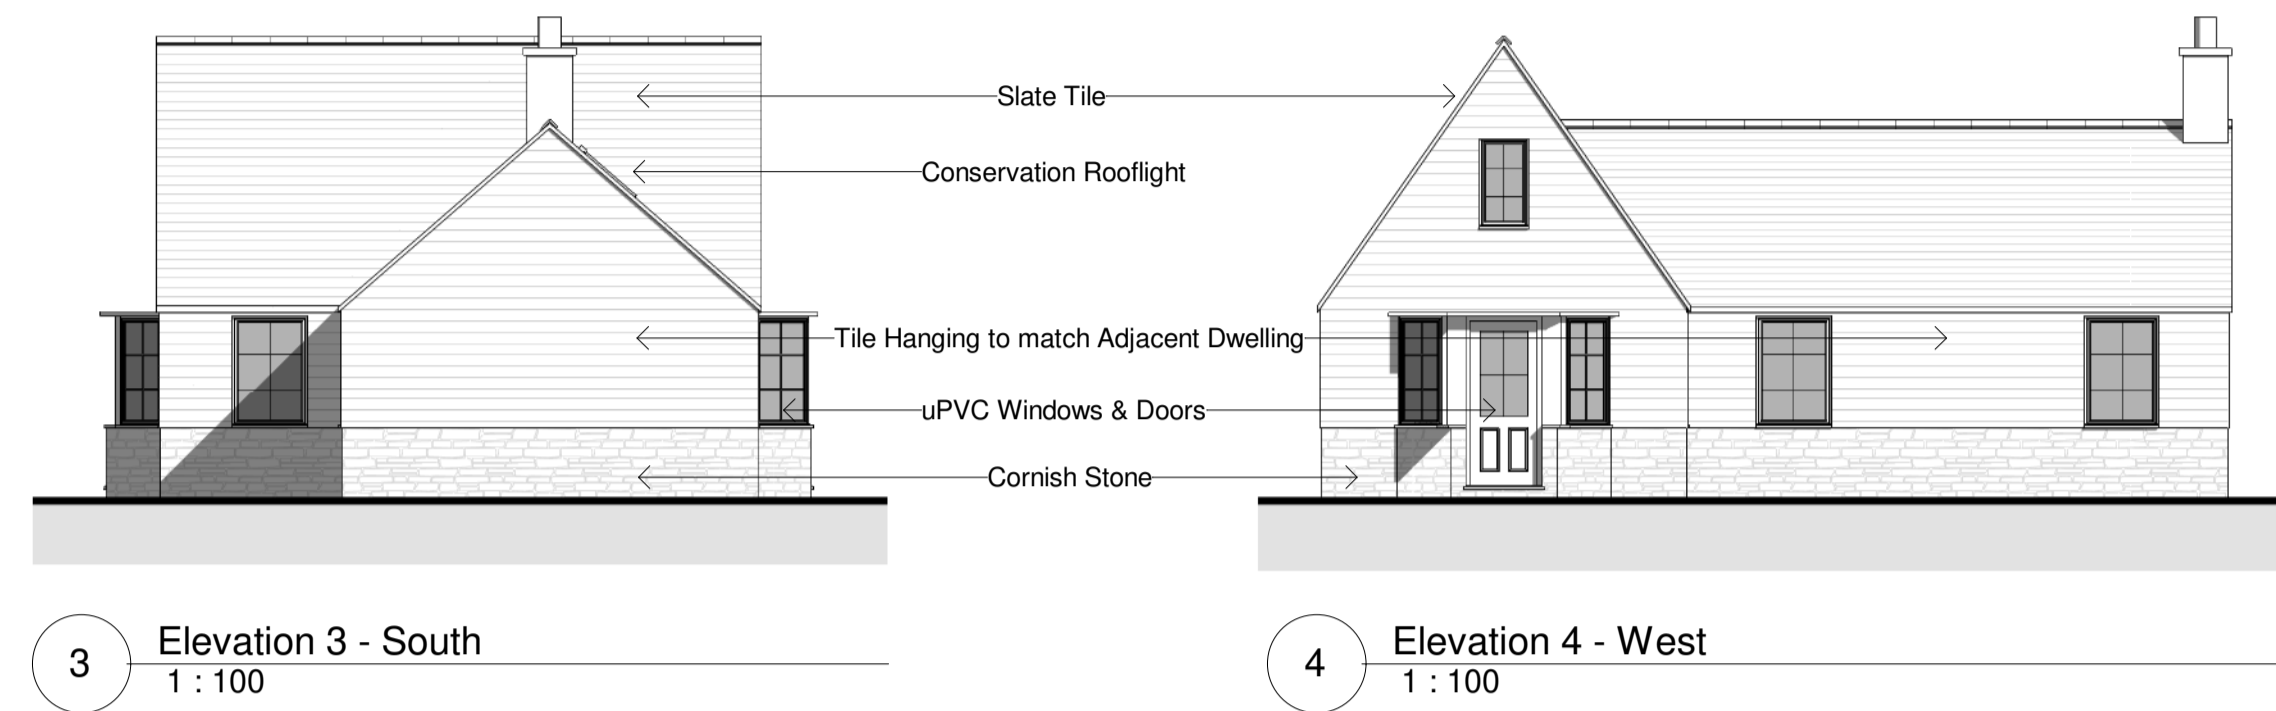 Slate Tile
Conservation Rooflight
Tile Hanging to match Adjacent Dwelling
uPVC Windows & Doors
Cornish Stone
3
Elevation 3 - South
1 : 100
4
Elevation 4 - West
1 : 100